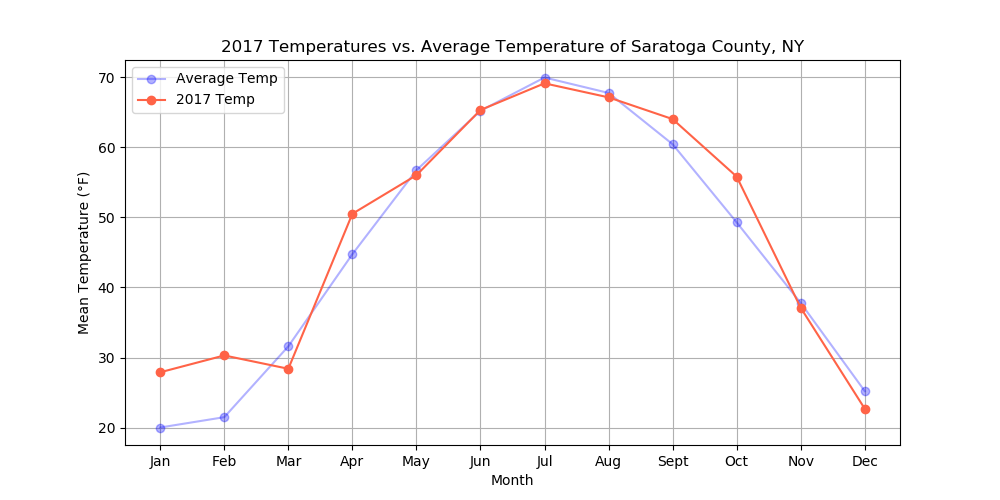 2017 Temperatures vs. Average Temperature of Saratoga County, NY
Average Temp
2017 Temp
Mean Temperature (°F)
70
60
50
40
30
20
Jan Feb Mar Apr May Jun Jul Aug Sept Oct Nov Dec
Month